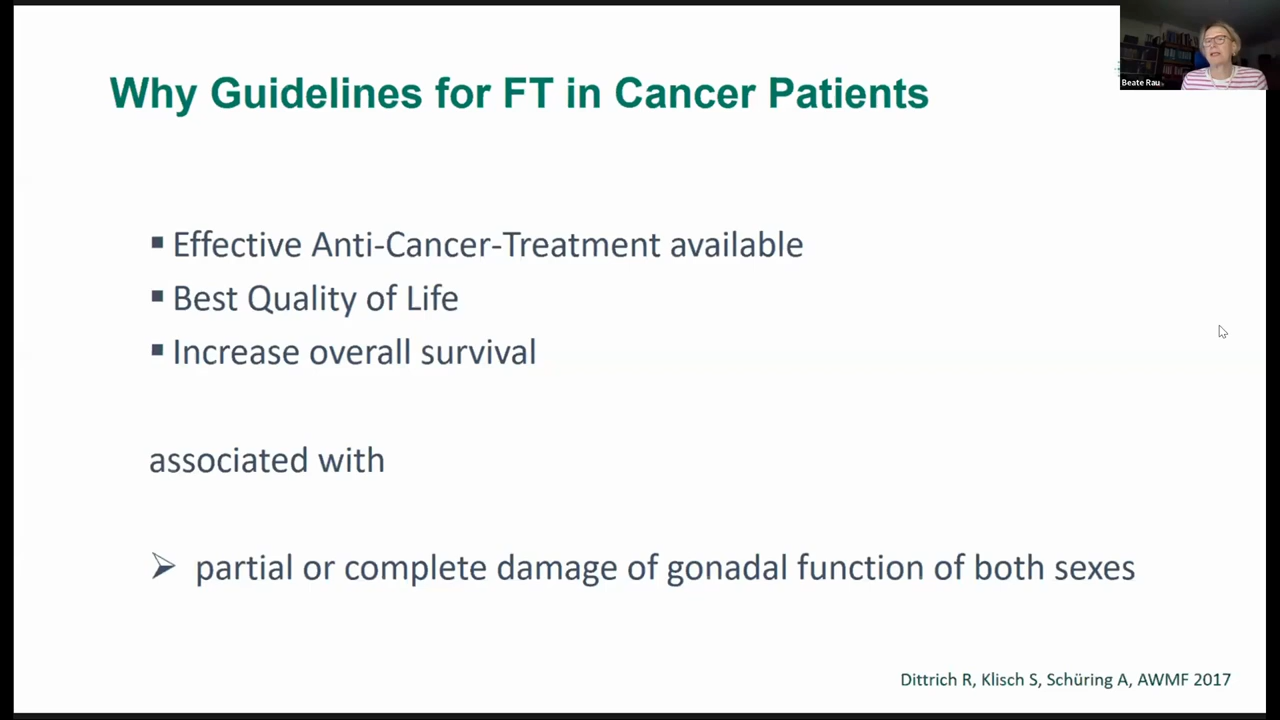 Why Guidelines for FT in Cancer Patients
Beate Rau
▪ Effective Anti-Cancer-Treatment available
▪ Best Quality of Life
▪ Increase overall survival
associated with
➢ partial or complete damage of gonadal function of both sexes
Dittrich R, Klisch S, Schüring A, AWMF 2017